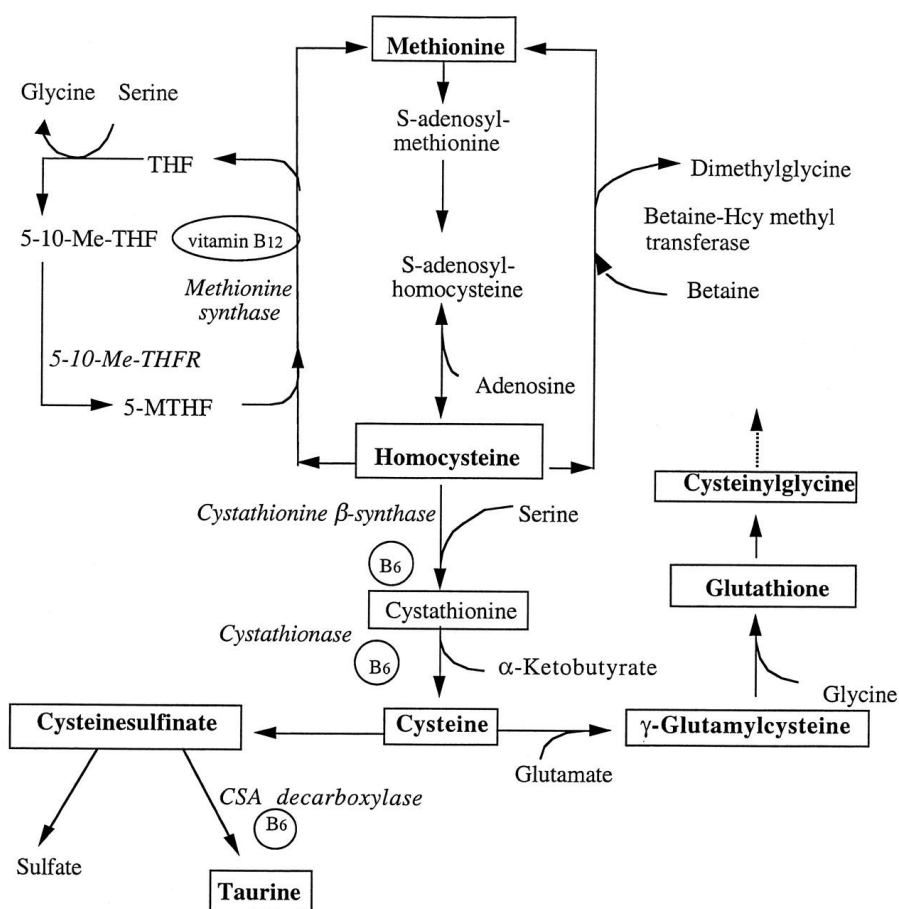 Methionine
Glycine Serine
S-adenosyl-
methionine
THF
Dimethylglycine
5-10-Me-THF
vitamin B12
Betaine-Hcy methyl
transferase
Methionine
synthase
S-adenosyl-
homocysteine
Betaine
5-10-Me-THFR
Adenosine
5-MTHF
Homocysteine
Cysteinylglycine
Cystathionine β-synthase
Serine
B6
Glutathione
Cystathionine
Cystathionase
B6
α-Ketobutyrate
Glycine
Cysteinesulfinate
Cysteine
γ-Glutamylcysteine
Glutamate
CSA decarboxylase
B6
Sulfate
Taurine